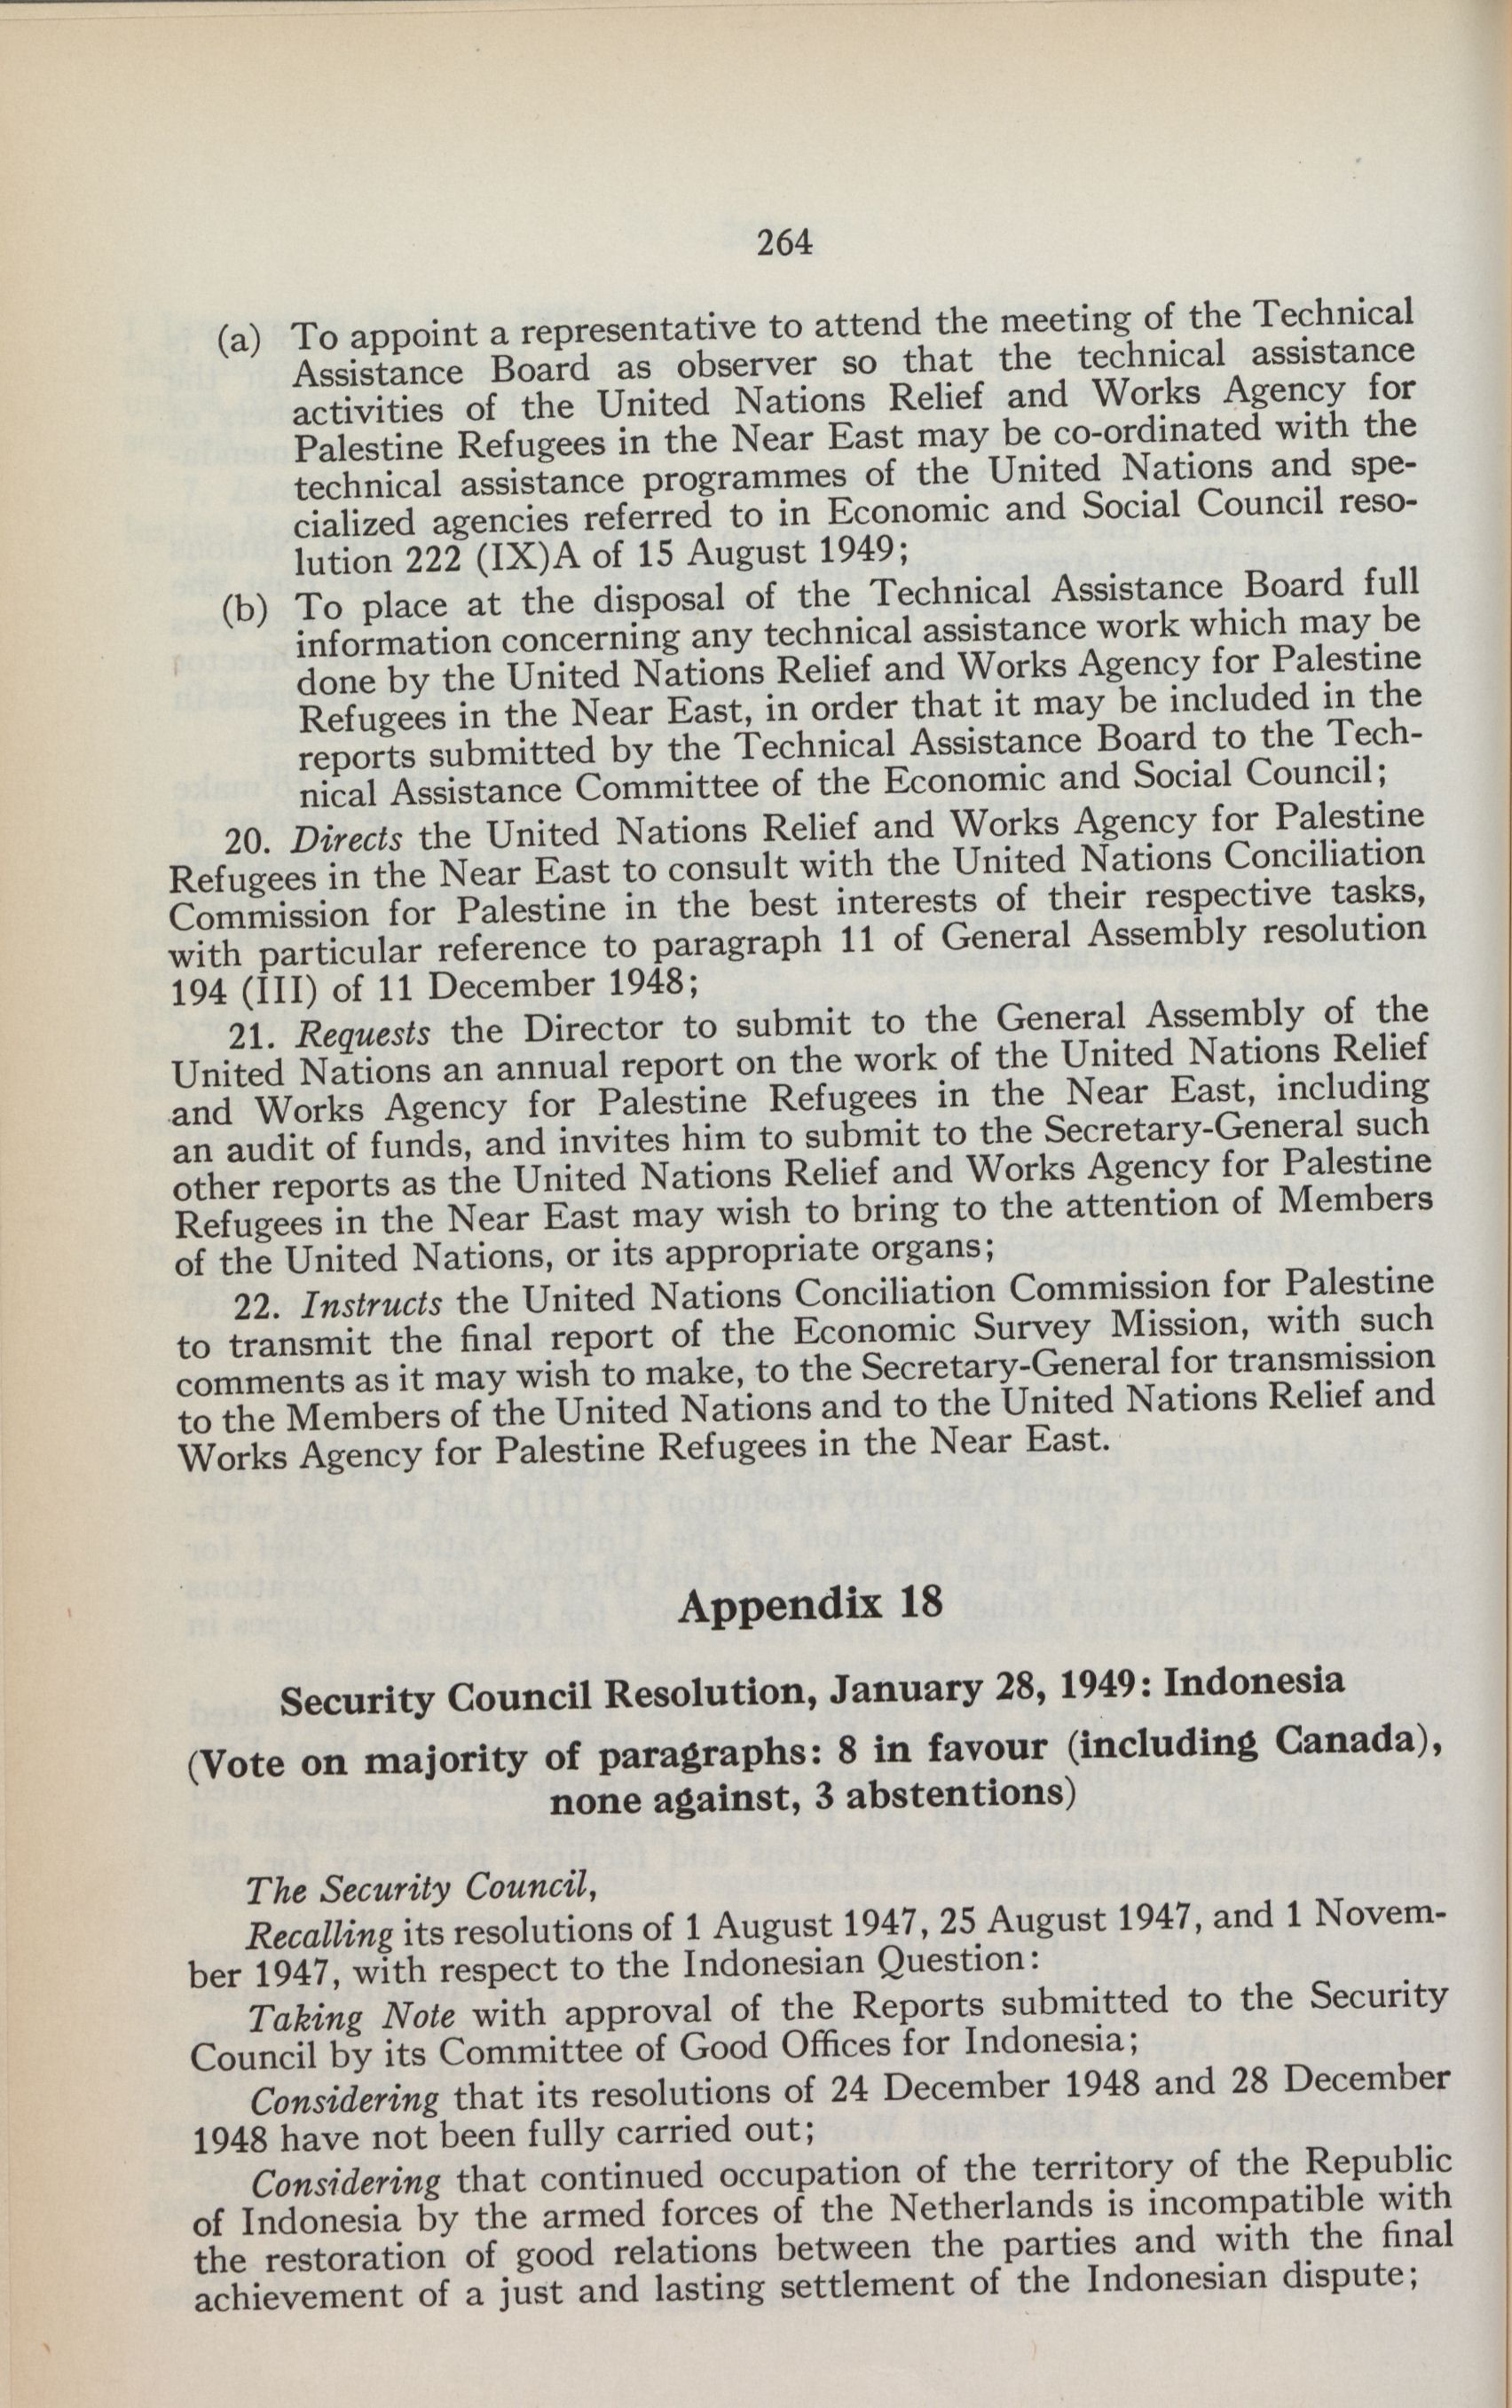 264
(a) To appoint a representative to attend the meeting of the Technical
Assistance Board as observer so that the technical assistance
activities of the United Nations Relief and Works Agency for
Palestine Refugees in the Near East may be co-ordinated with the
technical assistance programmes of the United Nations and spe-
cialized agencies referred to in Economic and Social Council reso-
lution 222 (IX)A of 15 August 1949;
(b) To place at the disposal of the Technical Assistance Board full
information concerning any technical assistance work which may be
done by the United Nations Relief and Works Agency for Palestine
Refugees in the Near East, in order that it may be included in the
reports submitted by the Technical Assistance Board to the Tech-
nical Assistance Committee of the Economic and Social Council;
20. Directs the United Nations Relief and Works Agency for Palestine
Refugees in the Near East to consult with the United Nations Conciliation
Commission for Palestine in the best interests of their respective tasks,
with particular reference to paragraph 11 of General Assembly resolution
194 (III) of 11 December 1948;
21. Requests the Director to submit to the General Assembly of the
United Nations an annual report on the work of the United Nations Relief
and Works Agency for Palestine Refugees in the Near East, including
an audit of funds, and invites him to submit to the Secretary-General such
other reports as the United Nations Relief and Works Agency for Palestine
Refugees in the Near East may wish to bring to the attention of Members
of the United Nations, or its appropriate organs;
22. Instructs the United Nations Conciliation Commission for Palestine
to transmit the final report of the Economic Survey Mission, with such
comments as it may wish to make, to the Secretary-General for transmission
to the Members of the United Nations and to the United Nations Relief and
Works Agency for Palestine Refugees in the Near East.
Appendix 18
Security Council Resolution, January 28, 1949: Indonesia
(Vote on majority of paragraphs: 8 in favour (including Canada),
none against, 3 abstentions)
The Security Council,
Recalling its resolutions of 1 August 1947, 25 August 1947, and 1 Novem-
ber 1947, with respect to the Indonesian Question:
Taking Note with approval of the Reports submitted to the Security
Council by its Committee of Good Offices for Indonesia;
Considering that its resolutions of 24 December 1948 and 28 December
1948 have not been fully carried out;
Considering that continued occupation of the territory of the Republic
of Indonesia by the armed forces of the Netherlands is incompatible with
the restoration of good relations between the parties and with the final
achievement of a just and lasting settlement of the Indonesian dispute;